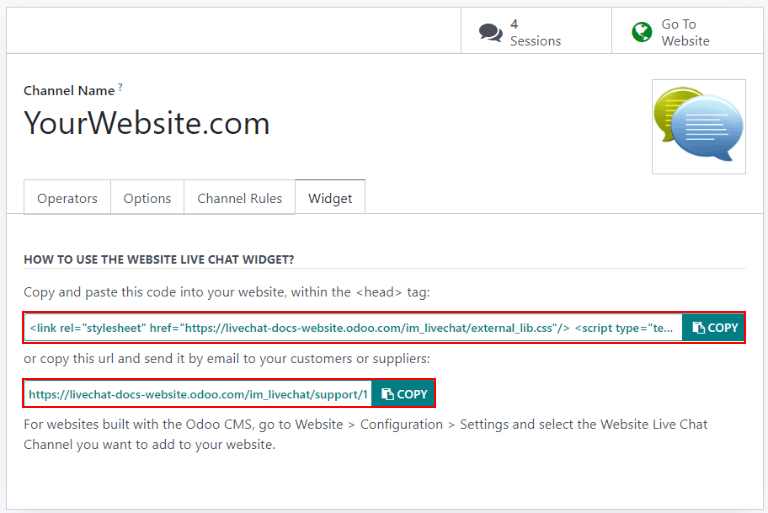 4
Sessions
Go To
Website
Channel Name ?
YourWebsite.com
Operators
Options
Channel Rules
Widget
HOW TO USE THE WEBSITE LIVE CHAT WIDGET?
Copy and paste this code into your website, within the <head> tag:
<link rel="stylesheet" href="https://livechat-docs-website.odoo.com/im_livechat/external_lib.css"/> <script type="te...
COPY
or copy this url and send it by email to your customers or suppliers:
https://livechat-docs-website.odoo.com/im_livechat/support/1
COPY
For websites built with the Odoo CMS, go to Website > Configuration > Settings and select the Website Live Chat
Channel you want to add to your website.